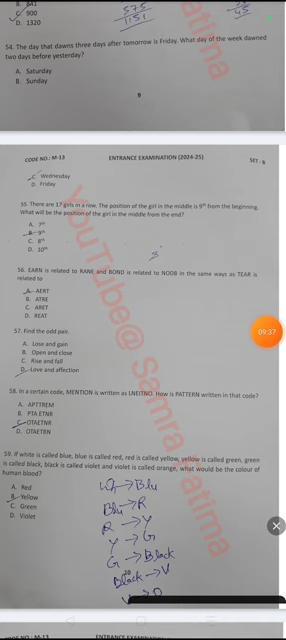 B. 841
C. 900
D. 1320
575
1151
45
54. The day that dawns three days after tomorrow is Friday. What day of the week dawned
two days before yesterday?
A. Saturday
B. Sunday
9
CODE NO.: M-13 ENTRANCE EXAMINATION (2024-25) SET - B
C. Wednesday
D. Friday
55. There are 17 girls in a row. The position of the girl in the middle is 9th from the beginning.
What will be the position of the girl in the middle from the end?
A. 7th
B. 9th
C. 8th
D. 10th
56. EARN is related to RANE and BOND is related to NODB in the same ways as TEAR is
related to
A. AERT
B. ATRE
C. ARET
D. REAT
09:37
57. Find the odd pair.
A. Lose and gain
B. Open and close
C. Rise and fall
D. Love and affection
58. In a certain code, MENTION is written as LNEITNO. How is PATTERN written in that code?
A. APTTREM
B. PTA ETNR
C. OTAETNR
D. OTAETRN
59. If white is called blue, blue is called red, red is called yellow, yellow is called green, green
is called black, black is called violet and violet is called orange, what would be the colour of
human blood?
A. Red
B. Yellow
C. Green
D. Violet
Wh → Blu
Blu → R
R → Y
Y → G
G → Black
10
Black → V
V → O
YouTube@ Samra Fatima
CODE NO.: M-13 ENTRANCE EXAMINATION